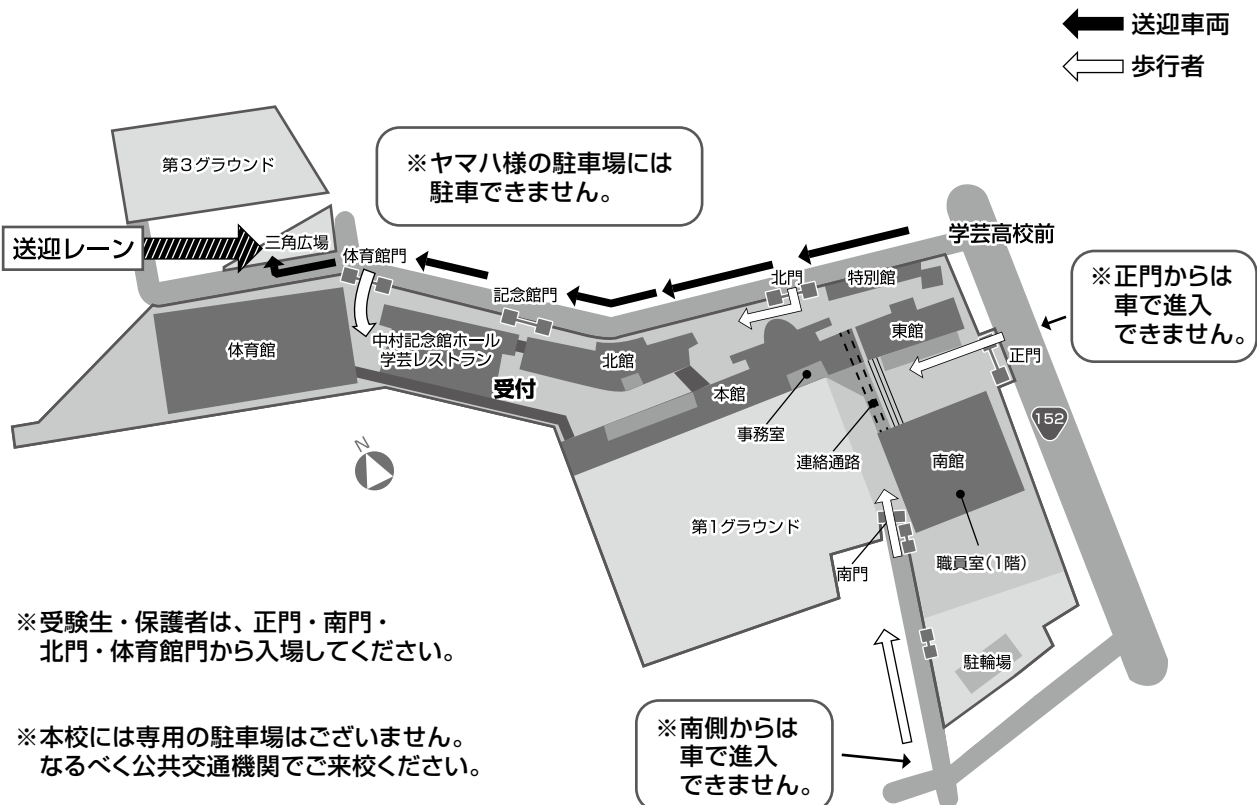 送迎車両
歩行者
第3グラウンド
※ヤマハ様の駐車場には
駐車できません。
送迎レーン
三角広場
体育館門
学芸高校前
北門
特別館
※正門からは
車で進入
できません。
記念館門
東館
正門
体育館
中村記念館ホール
学芸レストラン
北館
受付
本館
152
N
事務室
連絡通路
南館
第1グラウンド
職員室(1階)
南門
※受験生・保護者は、正門・南門・
北門・体育館門から入場してください。
駐輪場
※本校には専用の駐車場はございません。
なるべく公共交通機関でご来校ください。
※南側からは
車で進入
できません。